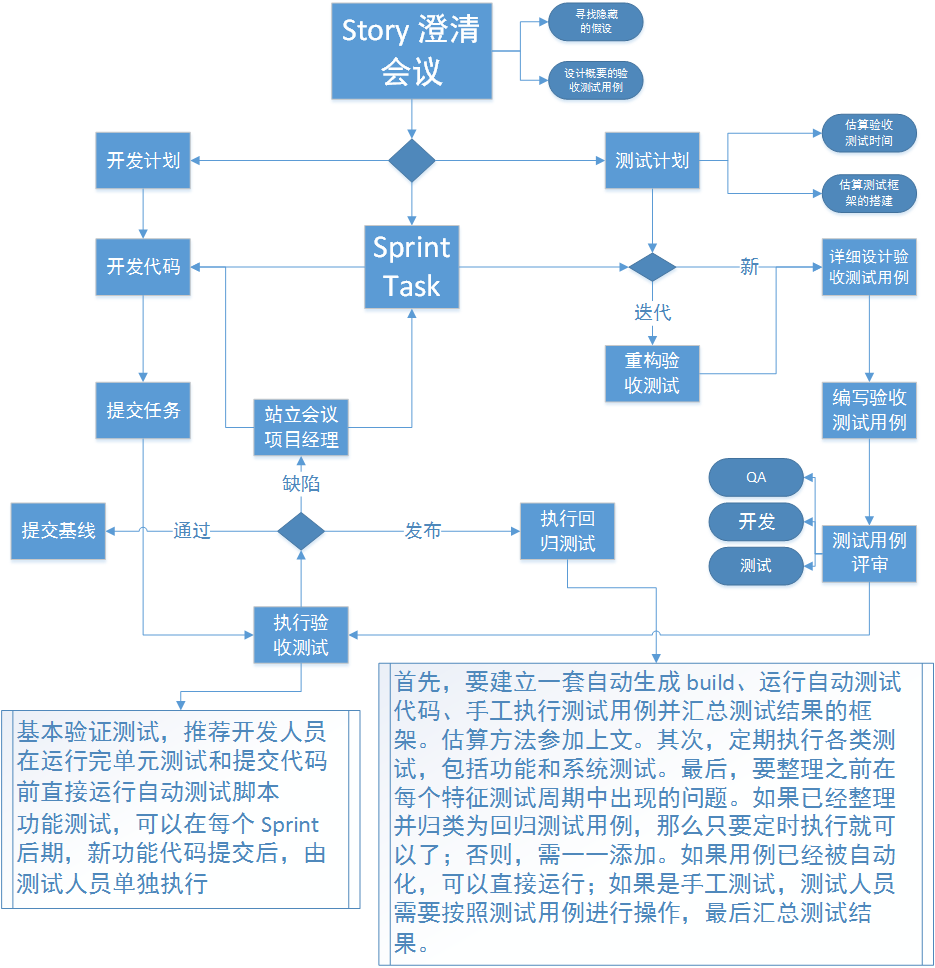 Story 澄清
会议
寻找隐藏
的假设
设计概要的验
收测试用例
开发计划
测试计划
估算验收
测试时间
估算测试框
架的搭建
开发代码
Sprint
Task
新
详细设计验
收测试用例
迭代
重构验
收测试
提交任务
站立会议
项目经理
编写验收
测试用例
缺陷
QA
开发
测试
提交基线
通过
发布
执行回
归测试
测试用例
评审
执行验
收测试
基本验证测试，推荐开发人员
在运行完单元测试和提交代码
前直接运行自动测试脚本
功能测试，可以在每个 Sprint
后期，新功能代码提交后，由
测试人员单独执行
首先，要建立一套自动生成 build、运行自动测试
代码、手工执行测试用例并汇总测试结果的框
架。估算方法参加上文。其次，定期执行各类测
试，包括功能和系统测试。最后，要整理之前在
每个特征测试周期中出现的问题。如果已经整理
并归类为回归测试用例，那么只要定时执行就可
以了；否则，需一一添加。如果用例已经被自动
化，可以直接运行；如果是手工测试，测试人员
需要按照测试用例进行操作，最后汇总测试结
果。